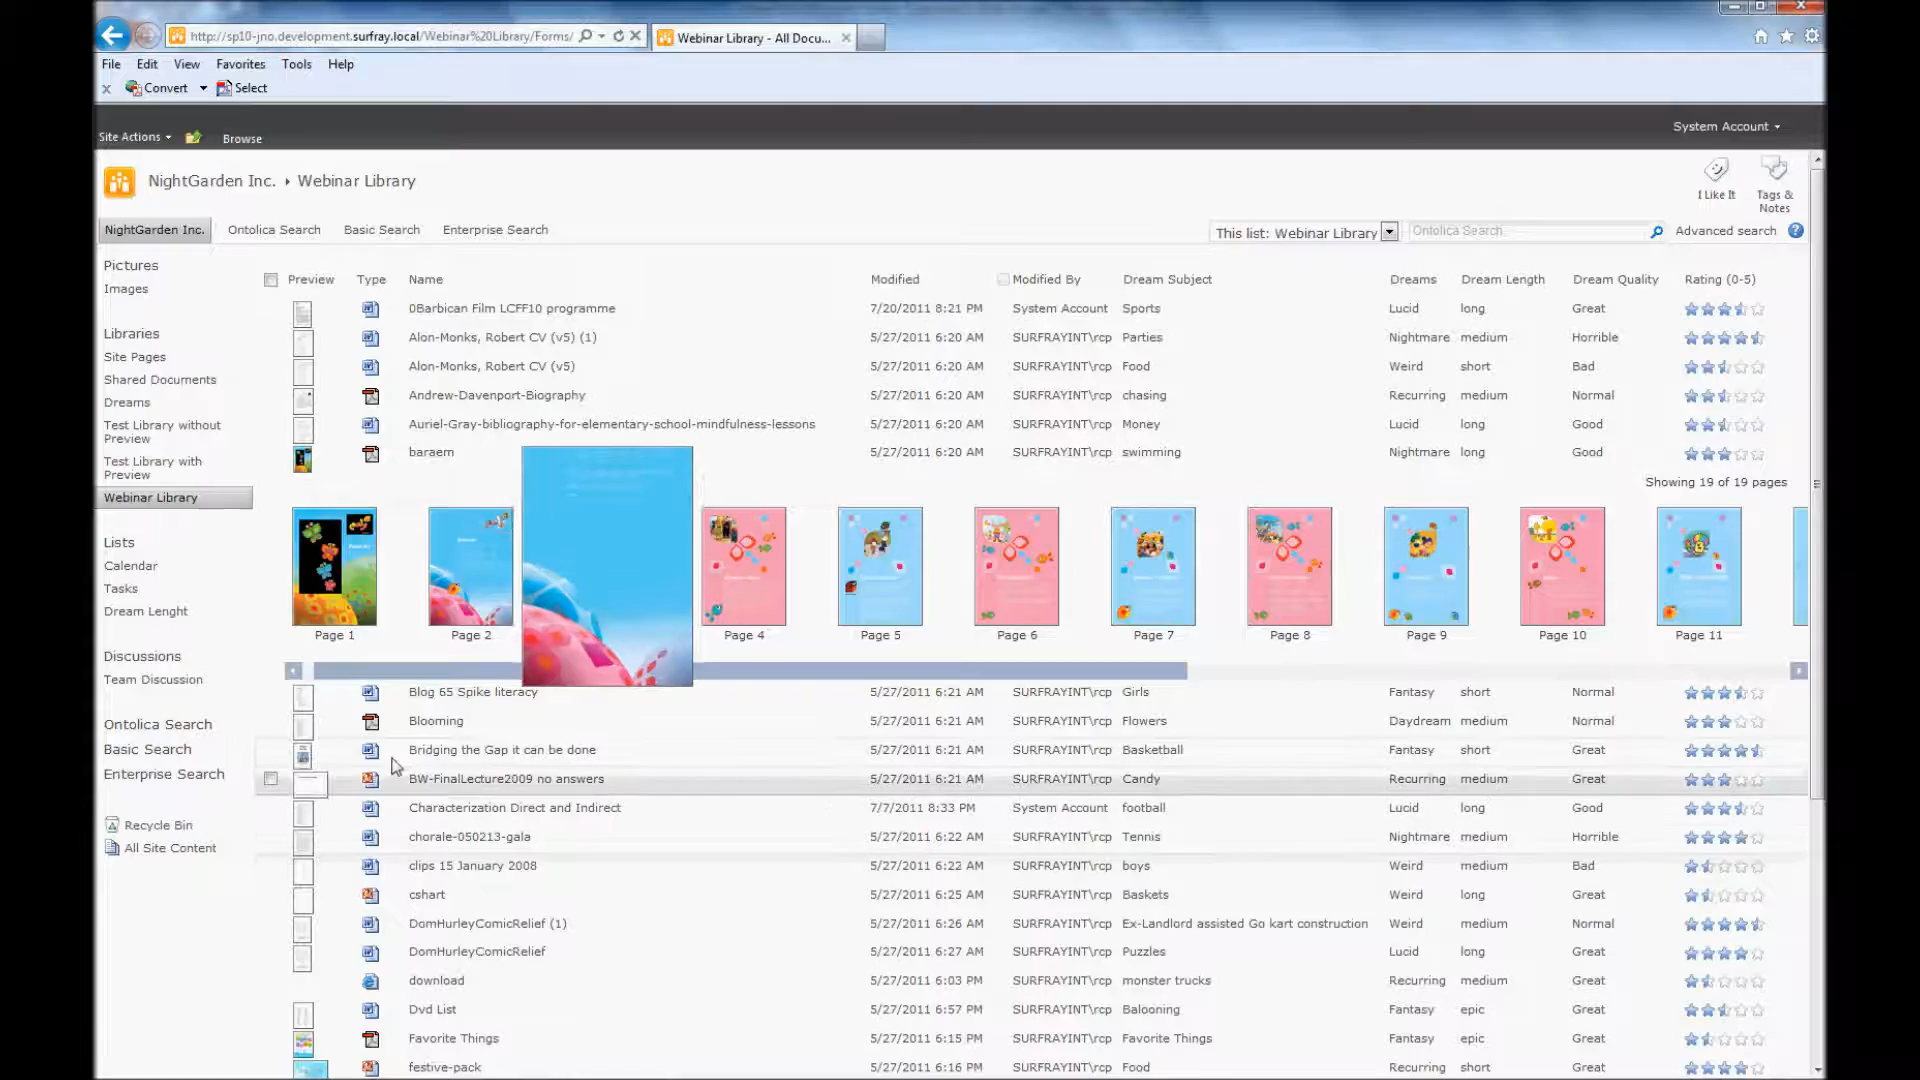 http://sp10-jno.development.surfray.local/Webinar%20Library/Forms/
Webinar Library - All Docu...
File Edit View Favorites Tools Help
x Convert Select
Site Actions Browse System Account
NightGarden Inc. Webinar Library
I Like It
Tags & Notes
NightGarden Inc. Ontolica Search Basic Search Enterprise Search
This list: Webinar Library Ontolica Search... Advanced search
Pictures
Images
Libraries
Site Pages
Shared Documents
Dreams
Test Library without
Preview
Test Library with
Preview
Webinar Library
Lists
Calendar
Tasks
Dream Lenght
Discussions
Team Discussion
Ontolica Search
Basic Search
Enterprise Search
Recycle Bin
All Site Content
Preview Type Name Modified Modified By Dream Subject Dreams Dream Length Dream Quality Rating (0-5)
0Barbican Film LCFF10 programme 7/20/2011 8:21 PM System Account Sports Lucid long Great
Alon-Monks, Robert CV (v5) (1) 5/27/2011 6:20 AM SURFRAYINT\rcp Parties Nightmare medium Horrible
Alon-Monks, Robert CV (v5) 5/27/2011 6:20 AM SURFRAYINT\rcp Food Weird short Bad
Andrew-Davenport-Biography 5/27/2011 6:20 AM SURFRAYINT\rcp chasing Recurring medium Normal
Auriel-Gray-bibliography-for-elementary-school-mindfulness-lessons 5/27/2011 6:20 AM SURFRAYINT\rcp Money Lucid long Good
baraem 5/27/2011 6:20 AM SURFRAYINT\rcp swimming Nightmare long Good
Showing 19 of 19 pages
Page 1 Page 2 Page 4 Page 5 Page 6 Page 7 Page 8 Page 9 Page 10 Page 11
Blog 65 Spike literacy 5/27/2011 6:21 AM SURFRAYINT\rcp Girls Fantasy short Normal
Blooming 5/27/2011 6:21 AM SURFRAYINT\rcp Flowers Daydream medium Normal
Bridging the Gap it can be done 5/27/2011 6:21 AM SURFRAYINT\rcp Basketball Fantasy short Great
BW-FinalLecture2009 no answers 5/27/2011 6:21 AM SURFRAYINT\rcp Candy Recurring medium Great
Characterization Direct and Indirect 7/7/2011 8:33 PM System Account football Lucid long Good
chorale-050213-gala 5/27/2011 6:22 AM SURFRAYINT\rcp Tennis Nightmare medium Horrible
clips 15 January 2008 5/27/2011 6:22 AM SURFRAYINT\rcp boys Weird medium Bad
cshart 5/27/2011 6:25 AM SURFRAYINT\rcp Baskets Weird long Great
DomHurleyComicRelief (1) 5/27/2011 6:26 AM SURFRAYINT\rcp Ex-Landlord assisted Go kart construction Weird medium Normal
DomHurleyComicRelief 5/27/2011 6:27 AM SURFRAYINT\rcp Puzzles Lucid long Great
download 5/27/2011 6:03 PM SURFRAYINT\rcp monster trucks Recurring medium Great
Dvd List 5/27/2011 6:57 PM SURFRAYINT\rcp Balooning Fantasy epic Great
Favorite Things 5/27/2011 6:15 PM SURFRAYINT\rcp Favorite Things Fantasy epic Great
festive-pack 5/27/2011 6:16 PM SURFRAYINT\rcp Food Recurring short Great